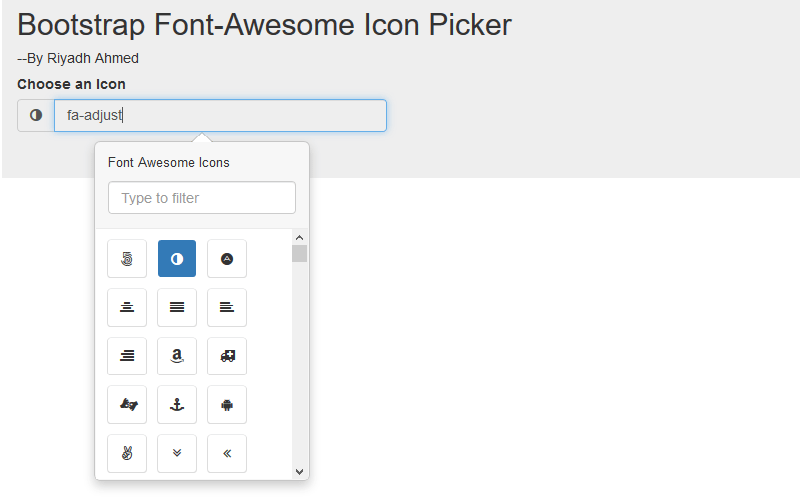 Bootstrap Font-Awesome Icon Picker
--By Riyadh Ahmed
Choose an Icon
fa-adjust
Font Awesome Icons
Type to filter